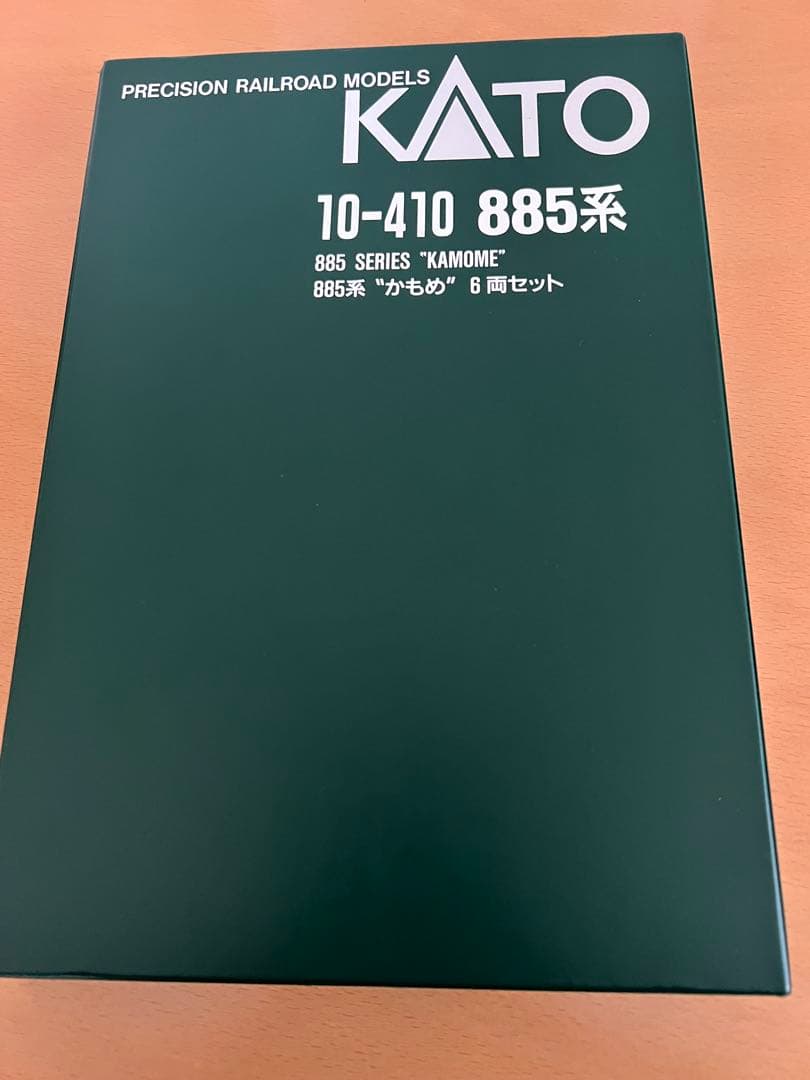 PRECISION RAILROAD MODELS
KATO
10-410 885系
885 SERIES "KAMOME"
885系 "かもめ" 6両セット